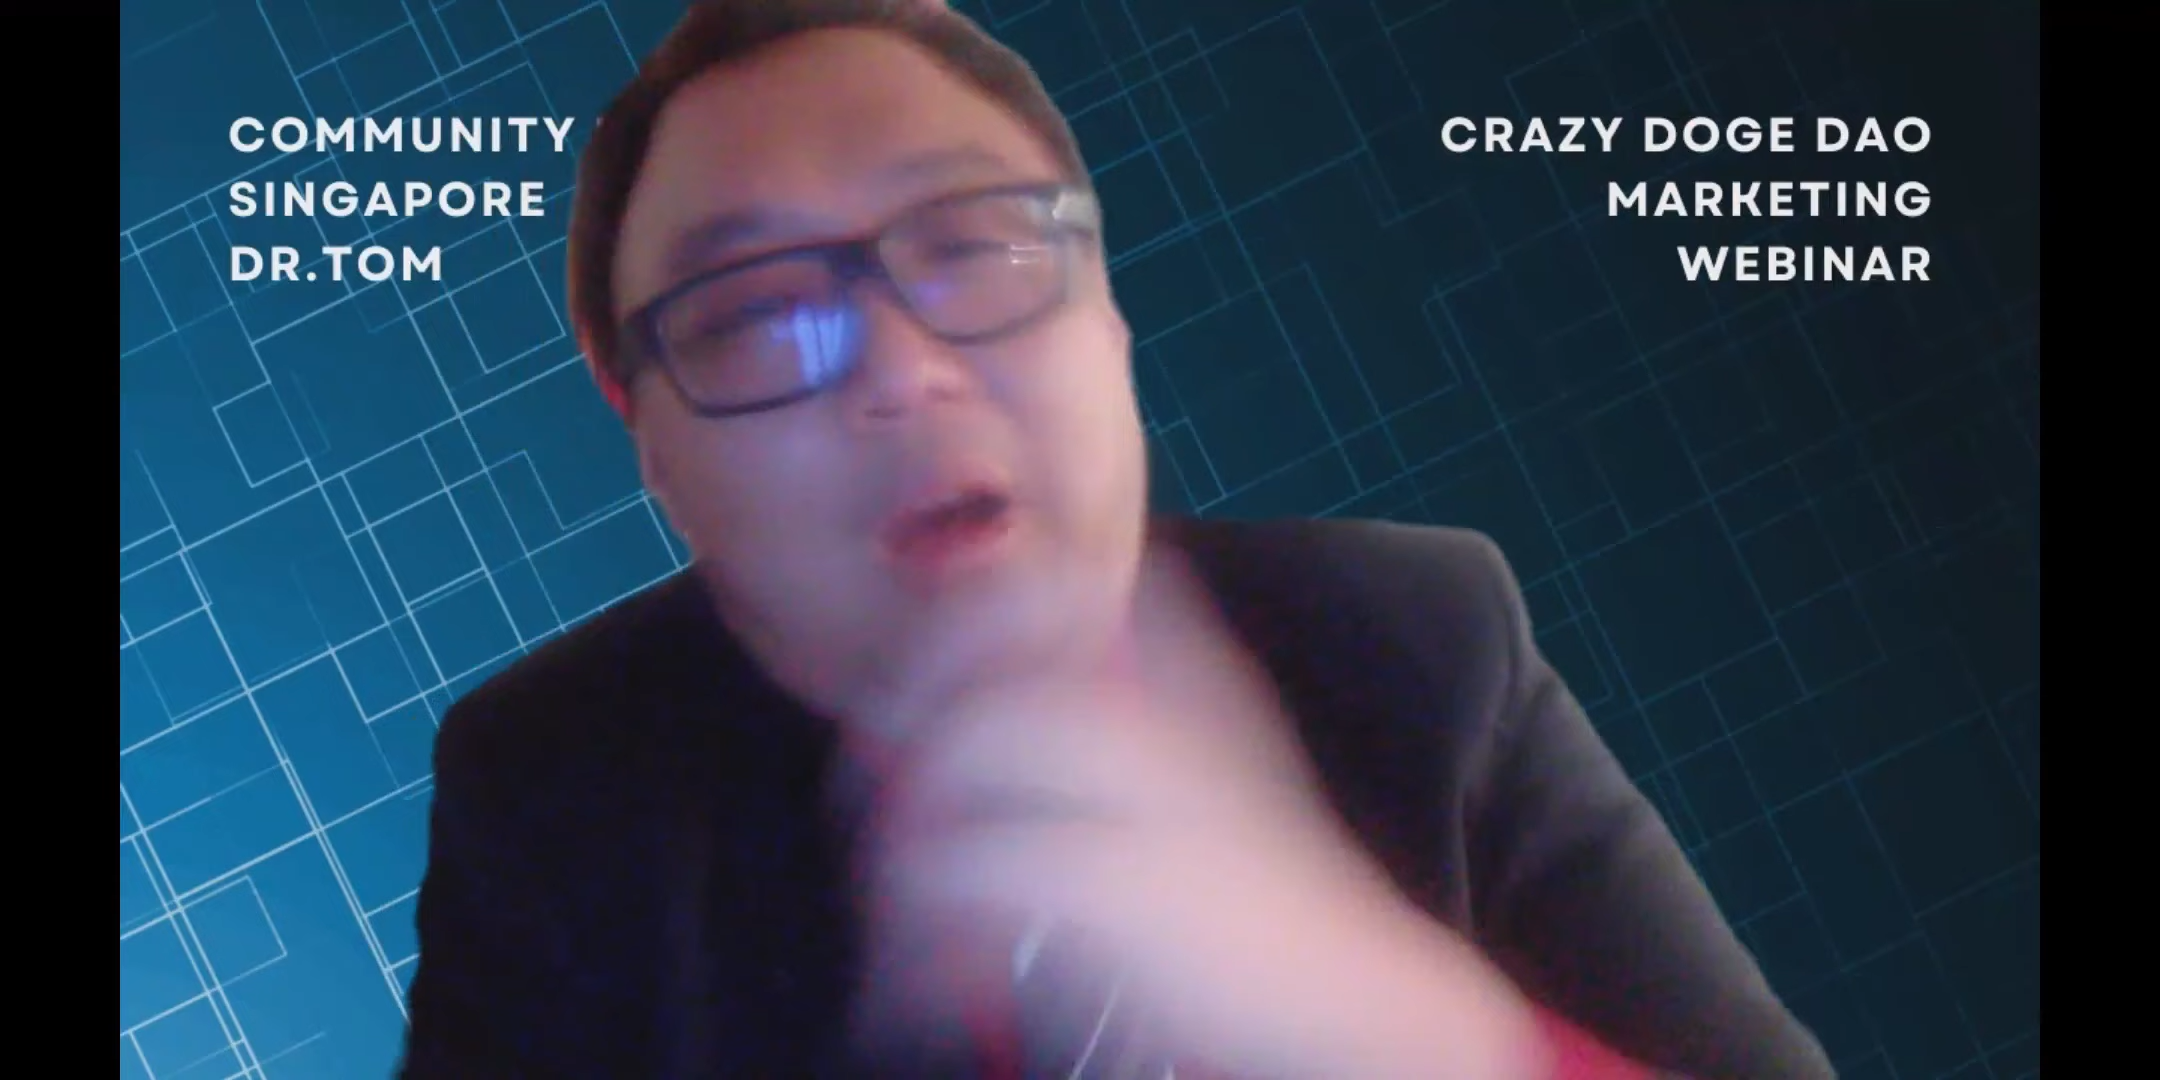 COMMUNITY
SINGAPORE
DR.TOM
CRAZY DOGE DAO
MARKETING
WEBINAR